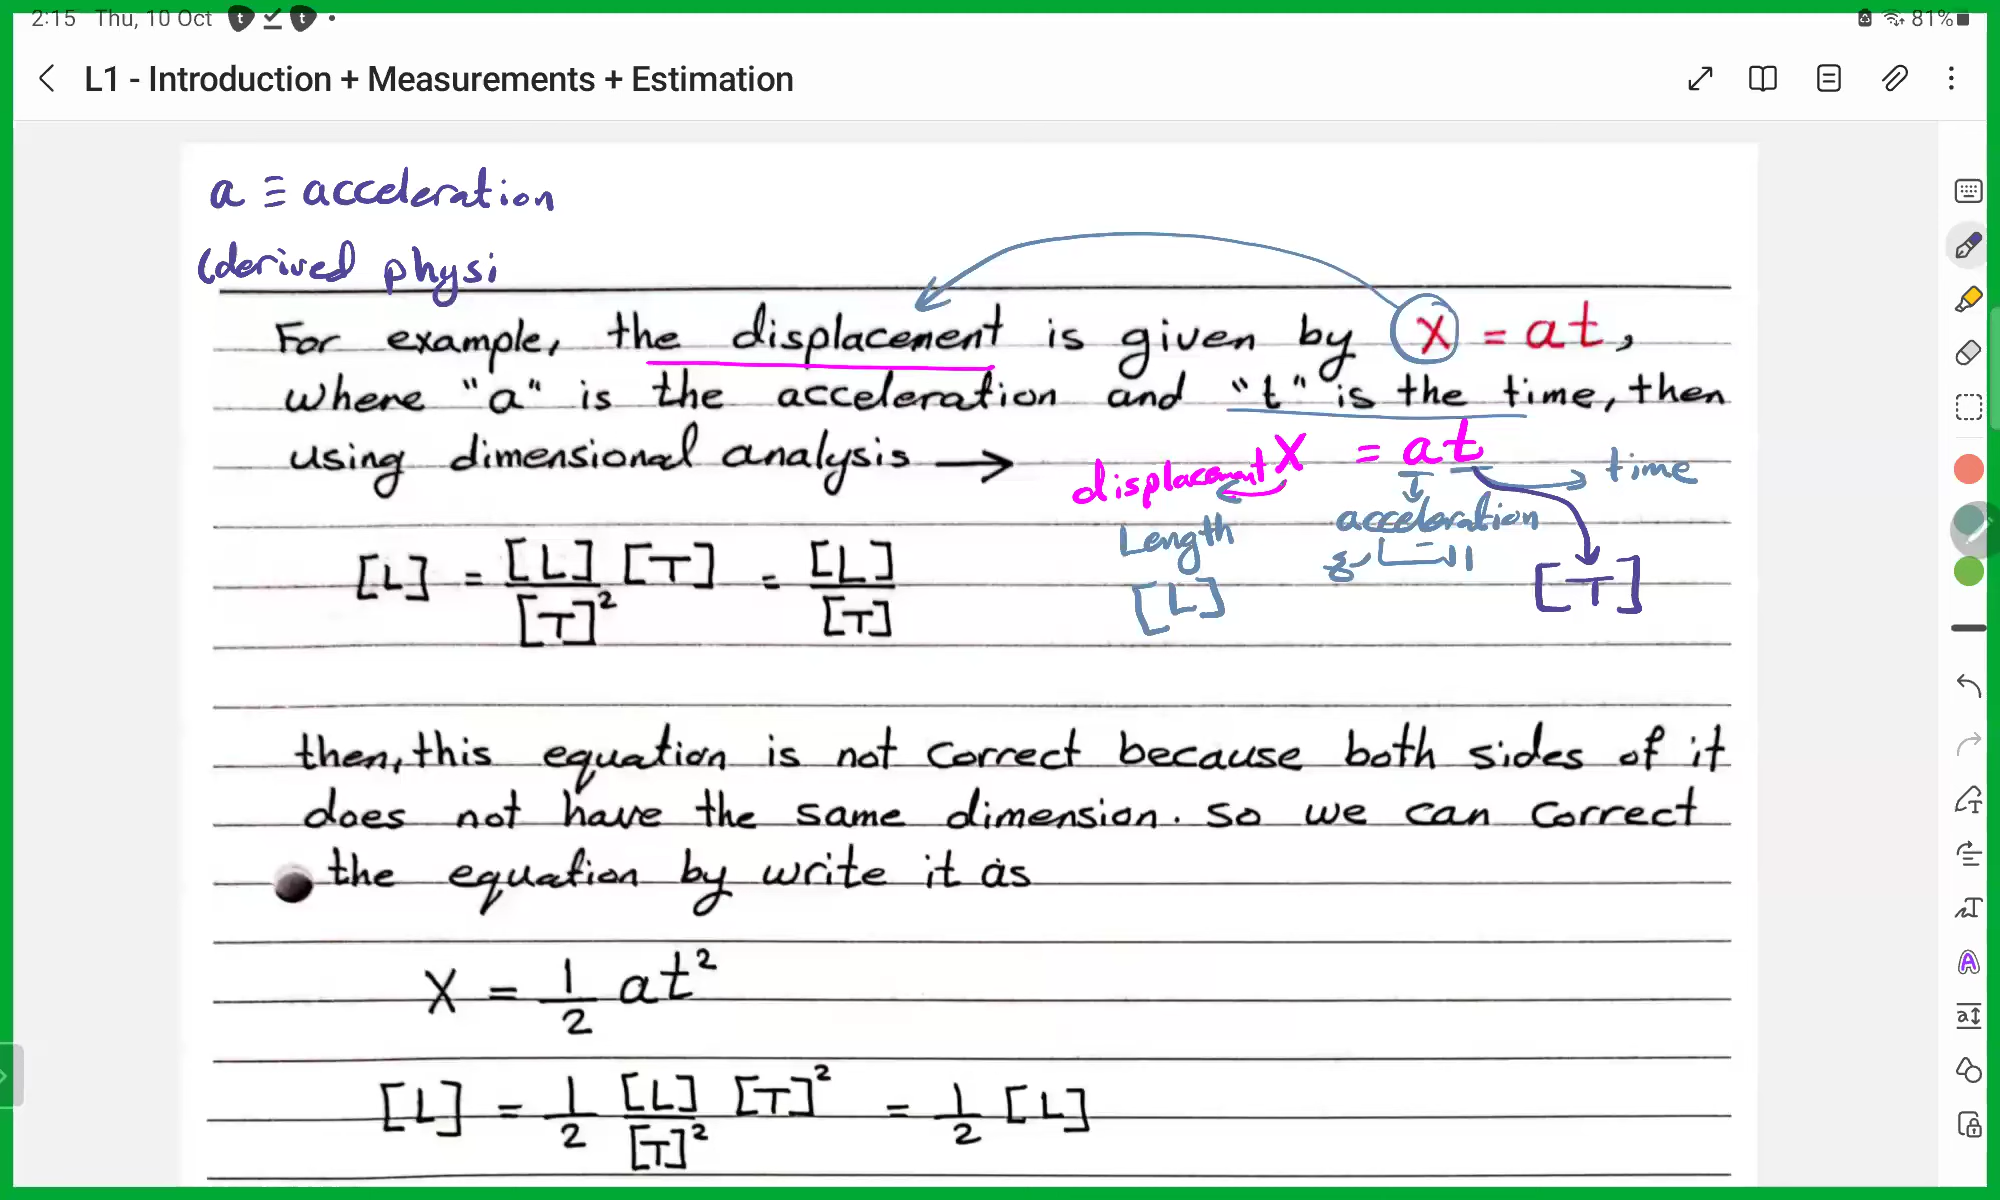 2:15 Thu, 10 Oct
81%
L1 - Introduction + Measurements + Estimation
a ≡ acceleration
(derived physi
For example, the displacement is given by x = at,
where "a" is the acceleration and "t" is the time, then
using dimensional analysis →
displacement X = at
time
acceleration
Length
[L]
[T]
[L] = [L]/[T]² [T] = [L]/[T]
then, this equation is not correct because both sides of it
does not have the same dimension. so we can correct
the equation by write it as
X = 1/2 at²
[L] = 1/2 [L]/[T]² [T]² = 1/2 [L]